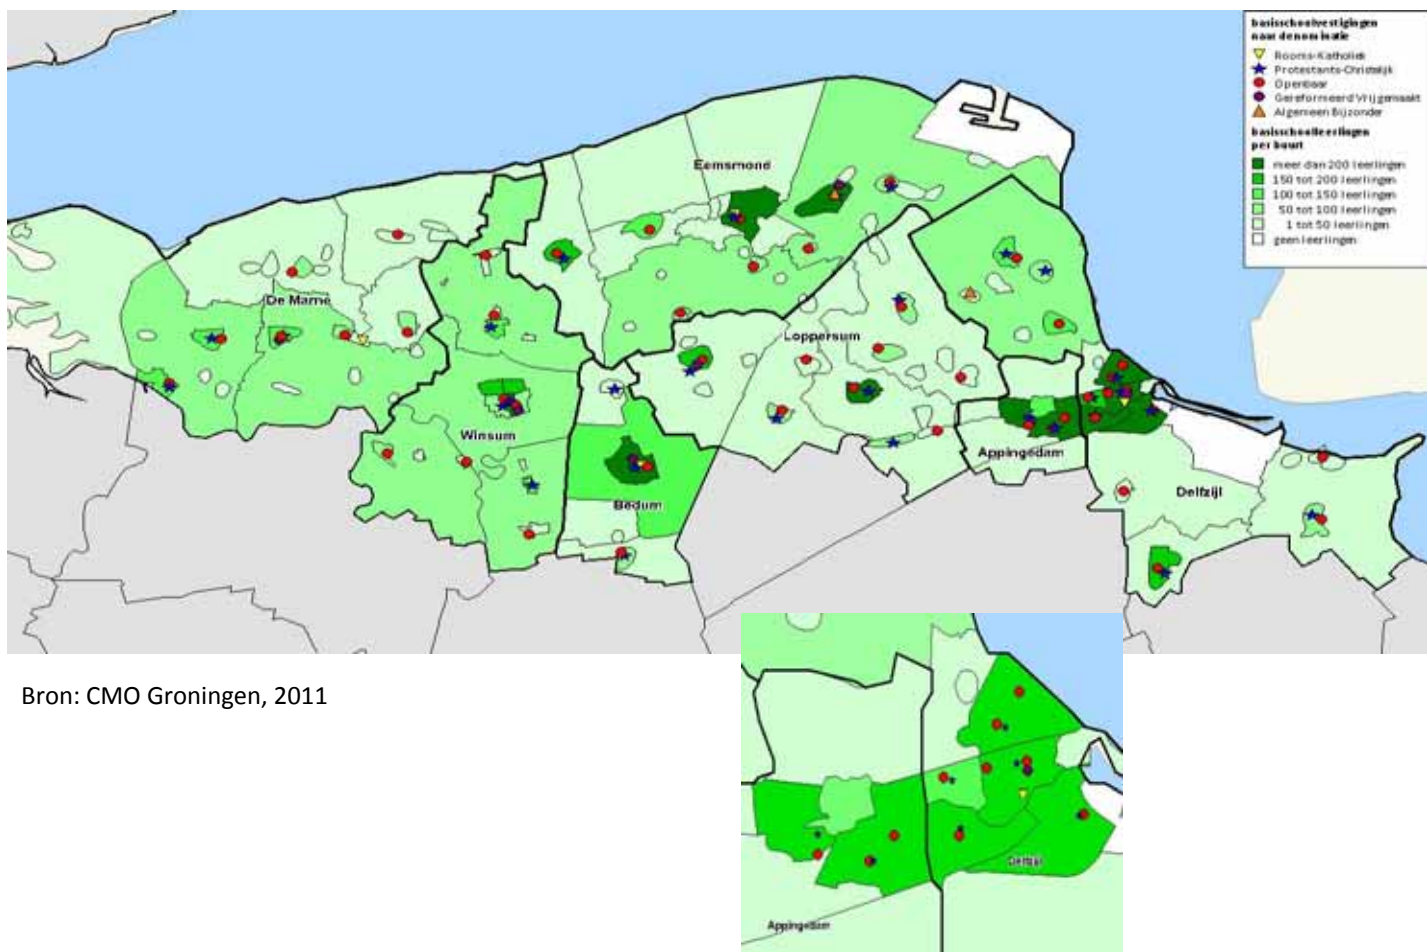 basisschoolvestigingen
naar denominatie
Rooms-Katholiek
Protestants-Christelijk
Openbaar
Gereformeerd Vrijgemaakt
Algemeen Bijzonder
basisschoolleerlingen
per buurt
meer dan 200 leerlingen
150 tot 200 leerlingen
100 tot 150 leerlingen
50 tot 100 leerlingen
1 tot 50 leerlingen
geen leerlingen
Eemsmond
De Marne
Loppersum
Winsum
Appingedam
Bedum
Delfzijl
Bron: CMO Groningen, 2011
Delfzijl
Appingedam